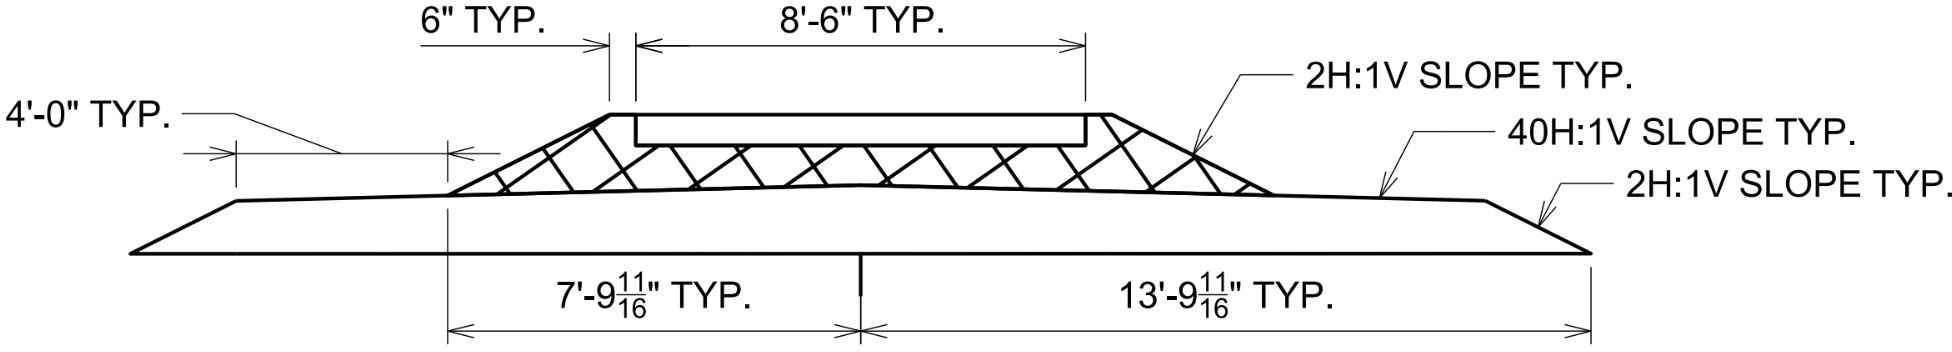 6" TYP.
8'-6" TYP.
2H:1V SLOPE TYP.
4'-0" TYP.
40H:1V SLOPE TYP.
2H:1V SLOPE TYP.
7'-9 11/16" TYP.
13'-9 11/16" TYP.